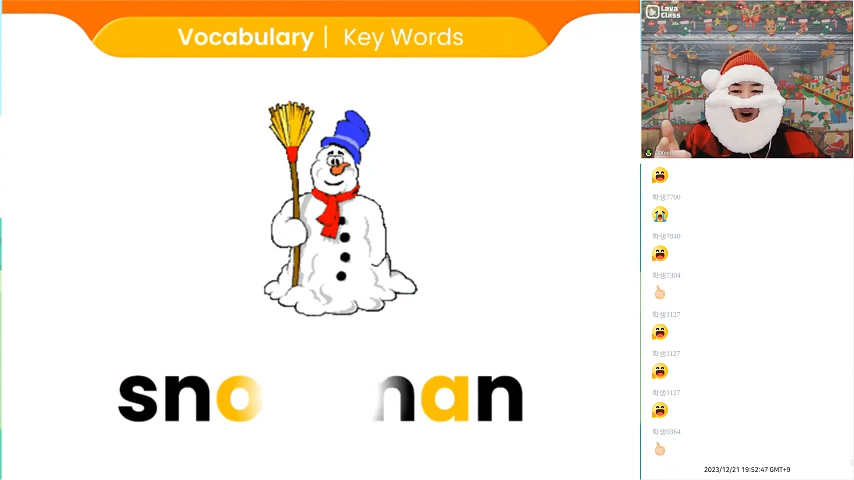 Vocabulary | Key Words
sno man
Lava
Class
학생7700
학생7840
학생7304
학생1127
학생1127
학생1127
학생0364
2023/12/21 19:52:47 GMT+9